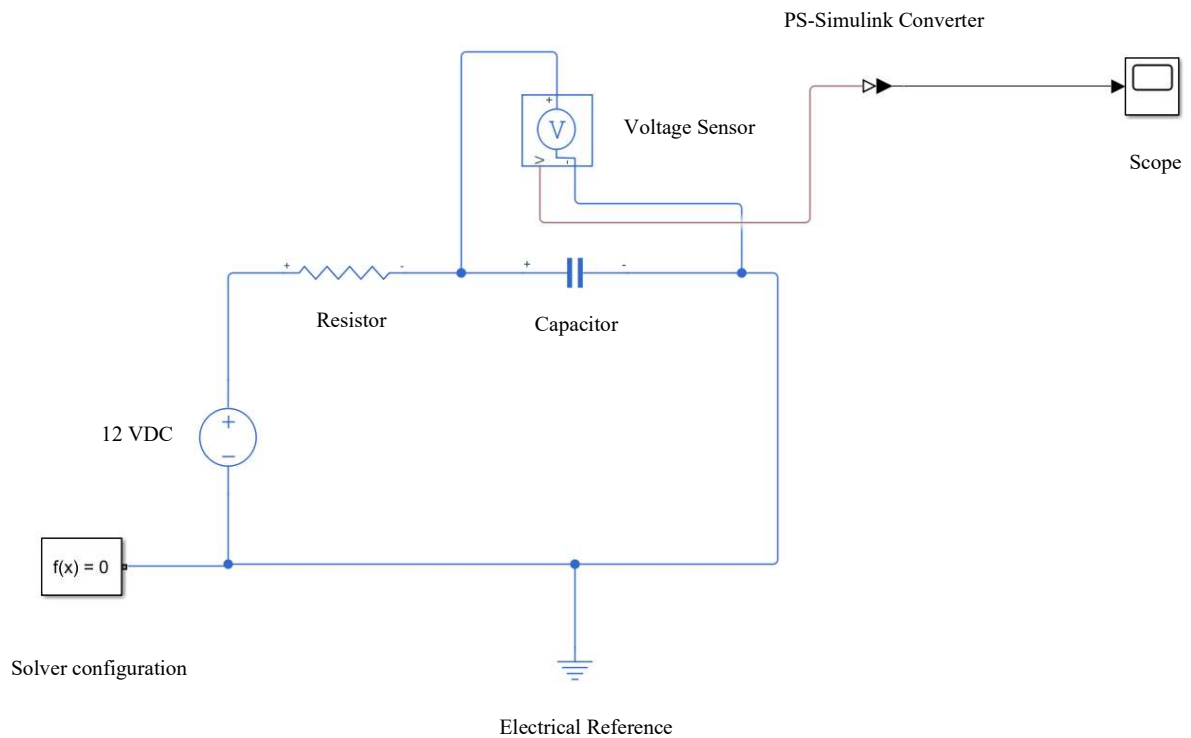 PS-Simulink Converter
+
V
V -
Voltage Sensor
Scope
+ -
+ -
Resistor
Capacitor
12 VDC
+
−
f(x) = 0
Solver configuration
Electrical Reference